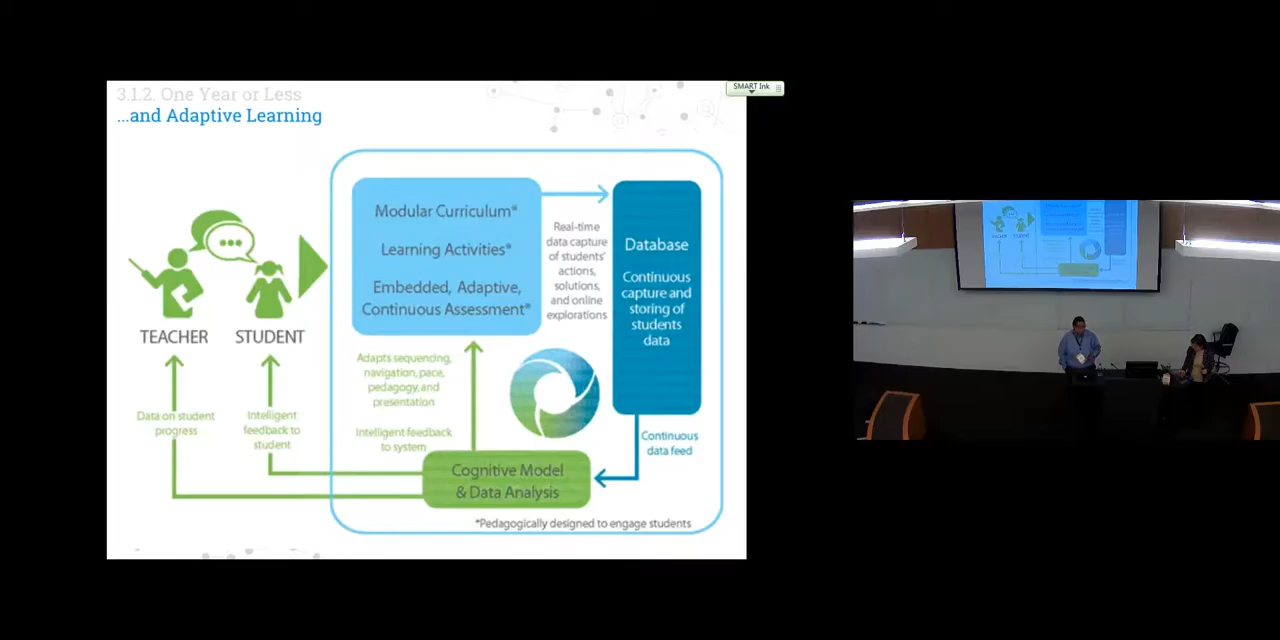 3.1.2. One Year or Less
...and Adaptive Learning
SMART Ink
TEACHER
STUDENT
Modular Curriculum*
Learning Activities*
Embedded, Adaptive,
Continuous Assessment*
Real-time
data capture
of students'
actions,
solutions,
and online
explorations
Database
Continuous
capture and
storing of
students
data
Data on student
progress
Intelligent
feedback to
student
Adapts sequencing,
navigation, pace,
pedagogy, and
presentation
Intelligent feedback
to system
Cognitive Model
& Data Analysis
Continuous
data feed
*Pedagogically designed to engage students